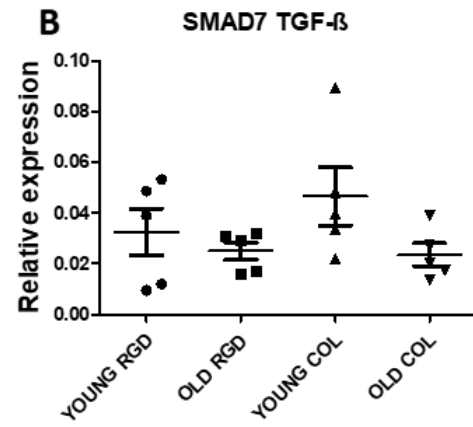 B
SMAD7 TGF-ß
Relative expression
0.10
0.08
0.06
0.04
0.02
0.00
YOUNG RGD
OLD RGD
YOUNG COL
OLD COL